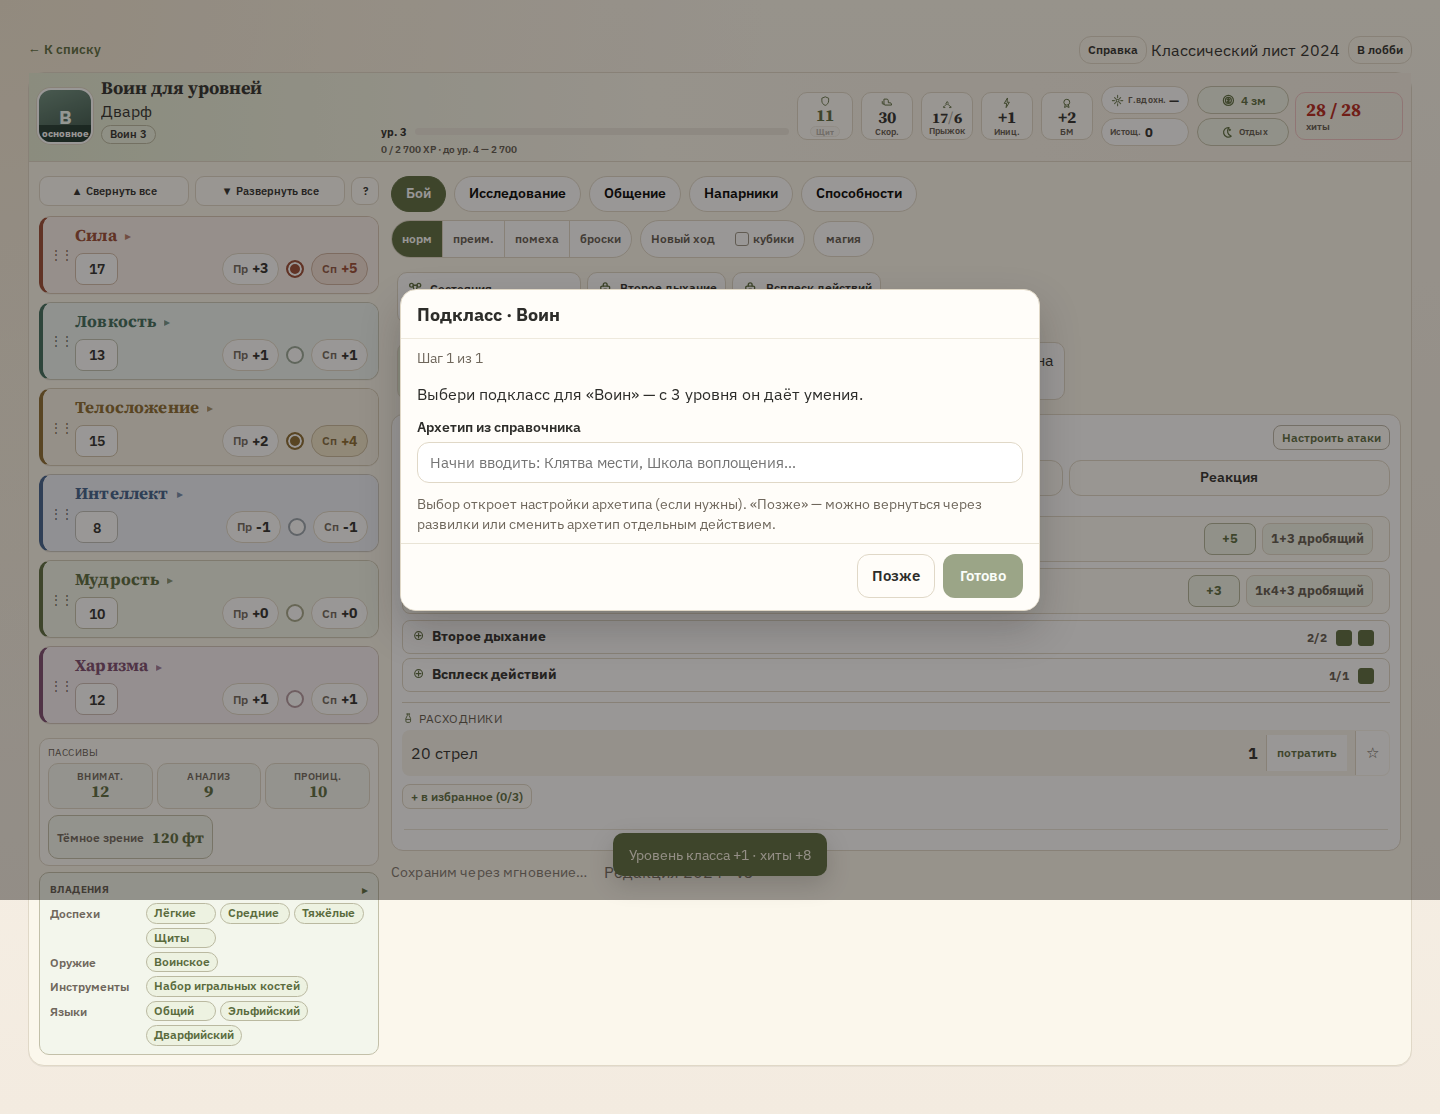 ← К списку
Справка Классический лист 2024 В лобби
В
основное
Воин для уровней
Дварф
Воин 3
ур. 3
0 / 2 700 XP · до ур. 4 — 2 700
11
Щит
30
Скор.
17/6
Прыжок
+1
Иниц.
+2
БМ
Г.вдохн. —
Истощ. 0
4 зм
Отдых
28 / 28
хиты
▲ Свернуть все
▼ Развернуть все
?
Сила ▸
17
Пр +3
Сп +5
Ловкость ▸
13
Пр +1
Сп +1
Телосложение ▸
15
Пр +2
Сп +4
Интеллект ▸
8
Пр -1
Сп -1
Мудрость ▸
10
Пр +0
Сп +0
Харизма ▸
12
Пр +1
Сп +1
ПАССИВЫ
ВНИМАТ.
12
АНАЛИЗ
9
ПРОНИЦ.
10
Тёмное зрение 120 фт
ВЛАДЕНИЯ ▸
Доспехи Лёгкие Средние Тяжёлые
Щиты
Оружие Воинское
Инструменты Набор игральных костей
Языки Общий Эльфийский
Дварфийский
Бой Исследование Общение Напарники Способности
норм преим. помеха броски Новый ход кубики магия
Состояния Второе дыхание Всплеск действий
на
Подкласс · Воин
Шаг 1 из 1
Выбери подкласс для «Воин» — с 3 уровня он даёт умения.
Архетип из справочника
Начни вводить: Клятва мести, Школа воплощения...
Выбор откроет настройки архетипа (если нужны). «Позже» — можно вернуться через
развилки или сменить архетип отдельным действием.
Позже Готово
Настроить атаки
Реакция
+5 1+3 дробящий
+3 1к4+3 дробящий
Второе дыхание 2/2
Всплеск действий 1/1
РАСХОДНИКИ
20 стрел 1 потратить ☆
+ в избранное (0/3)
Уровень класса +1 · хиты +8
Сохраним через мгновение...